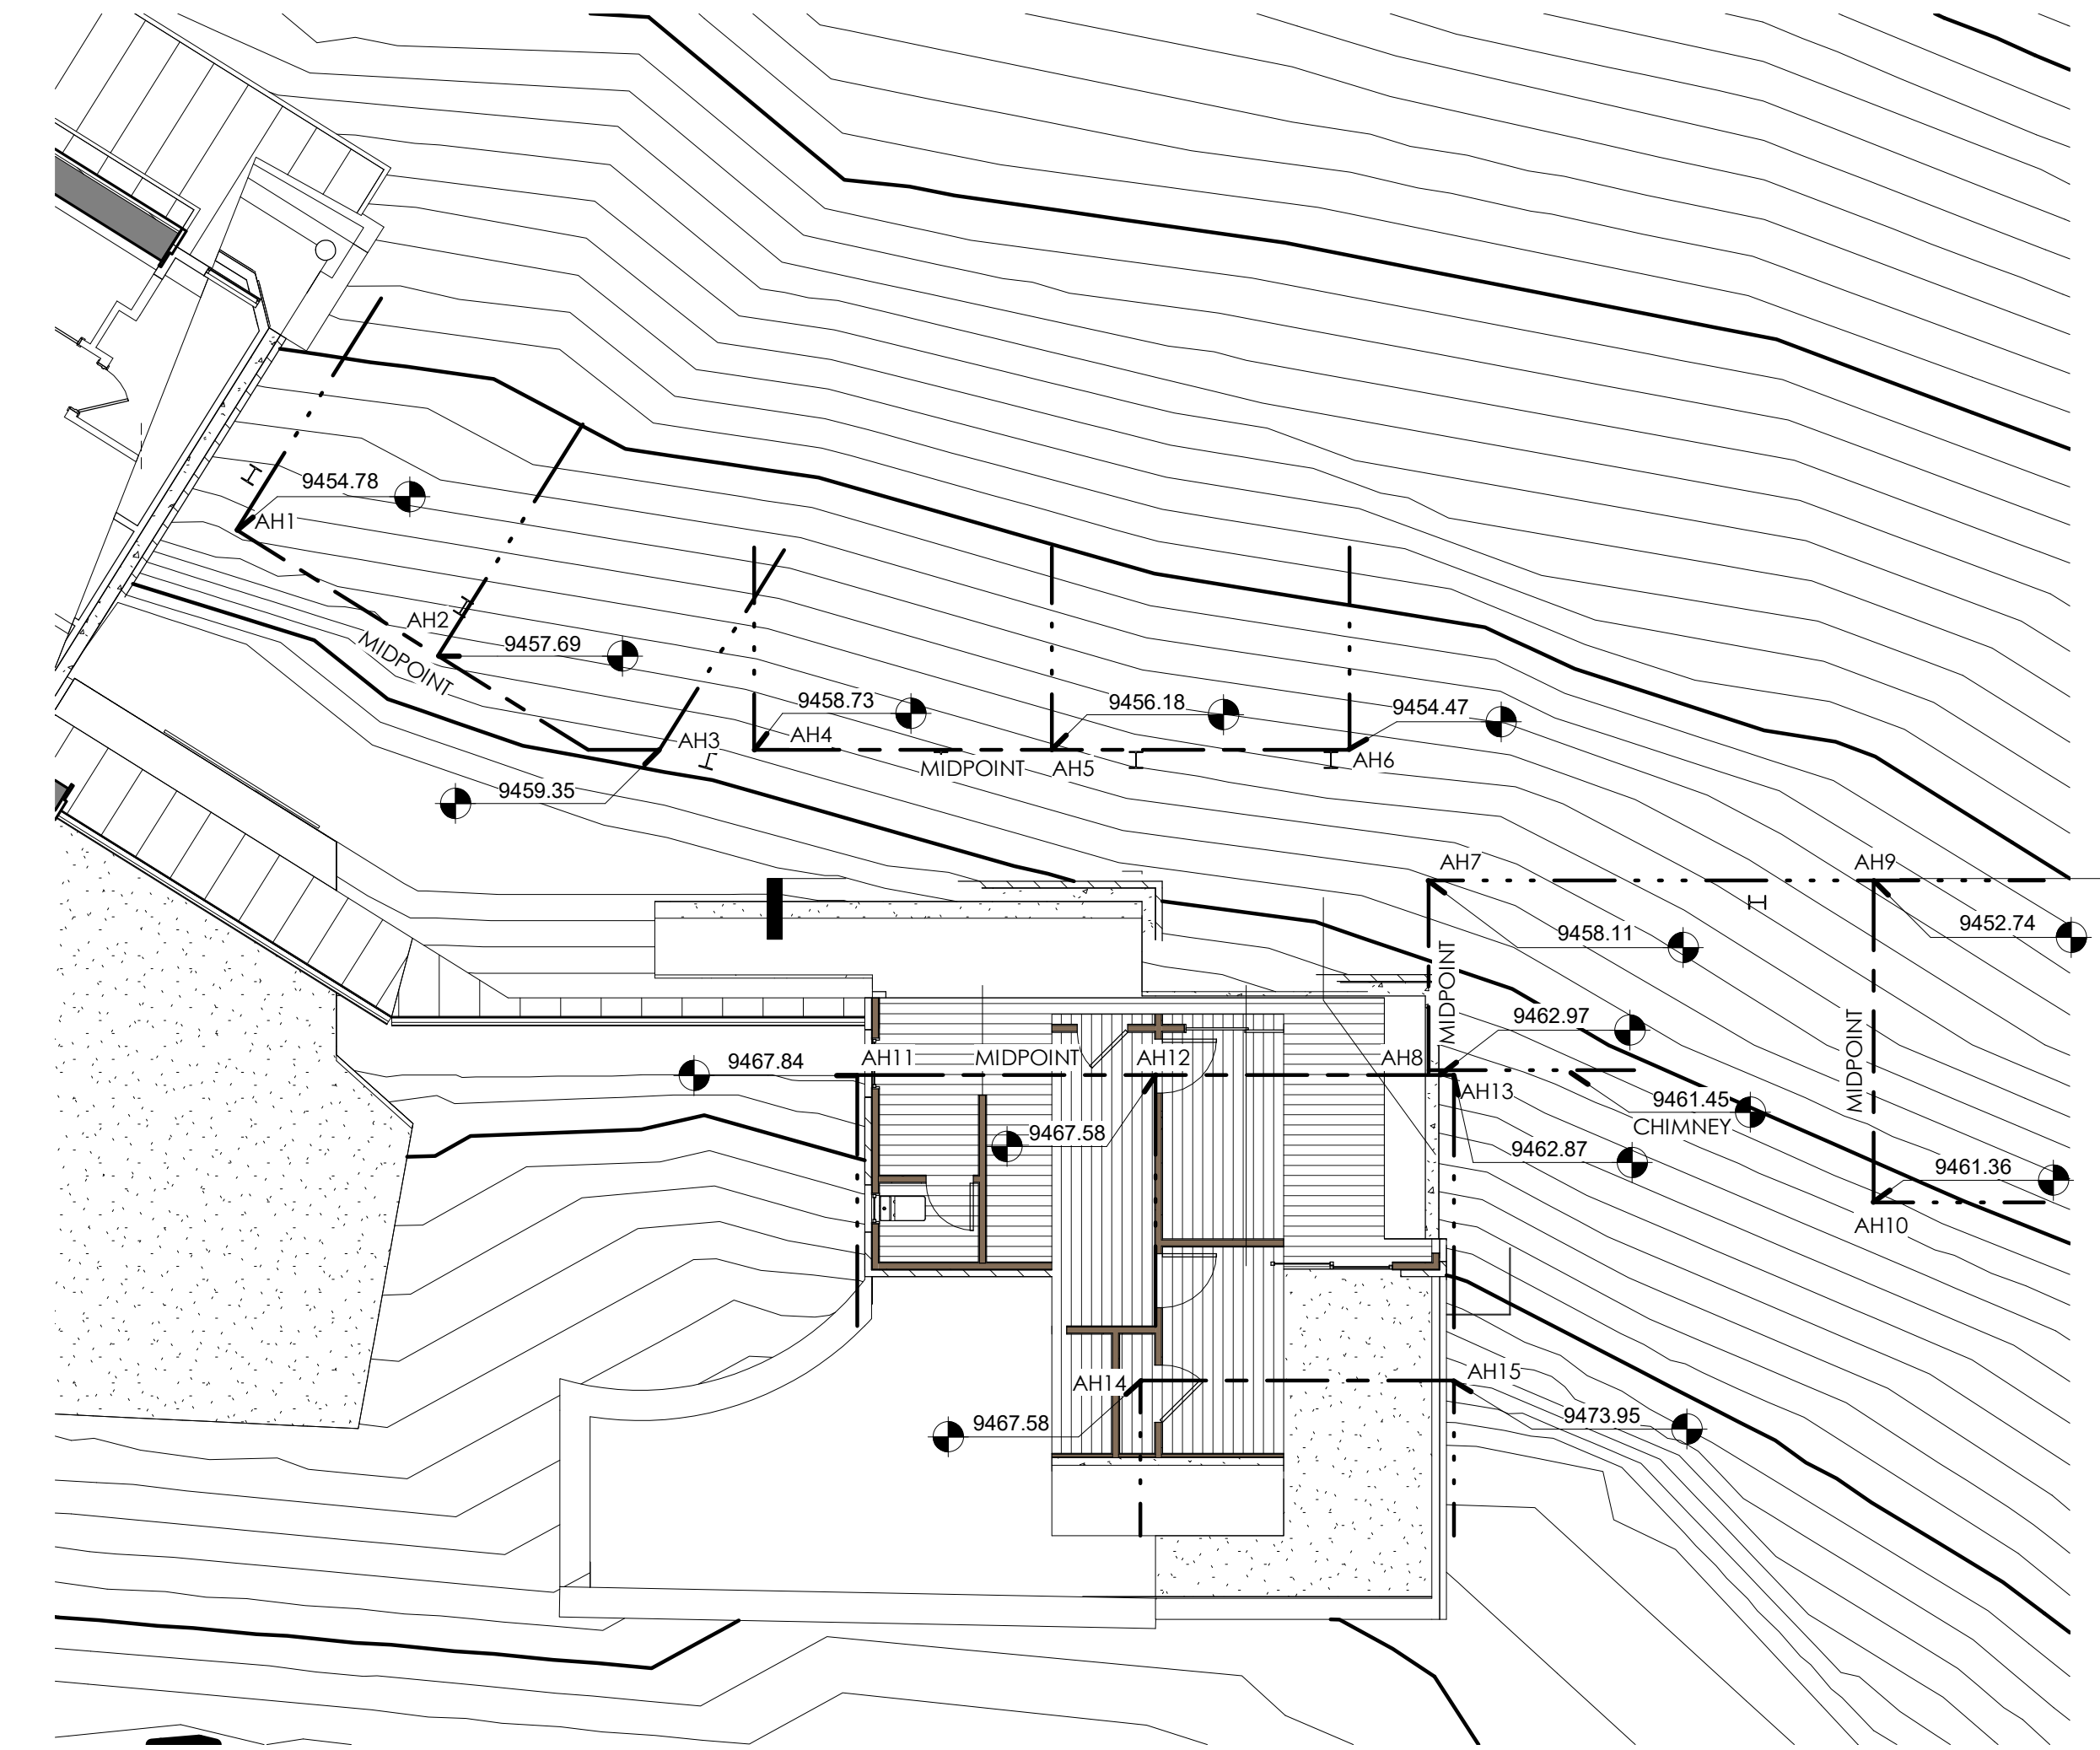 9454.78
AH1
AH2
MIDPOINT
9457.69
9458.73
9456.18
9454.47
AH3
AH4
MIDPOINT
AH5
AH6
9459.35
AH7
AH9
9458.11
9452.74
MIDPOINT
9462.97
MIDPOINT
9467.84
AH11
MIDPOINT
AH12
AH8
AH13
9461.45
CHIMNEY
9467.58
9462.87
9461.36
AH10
AH14
AH15
9467.58
9473.95